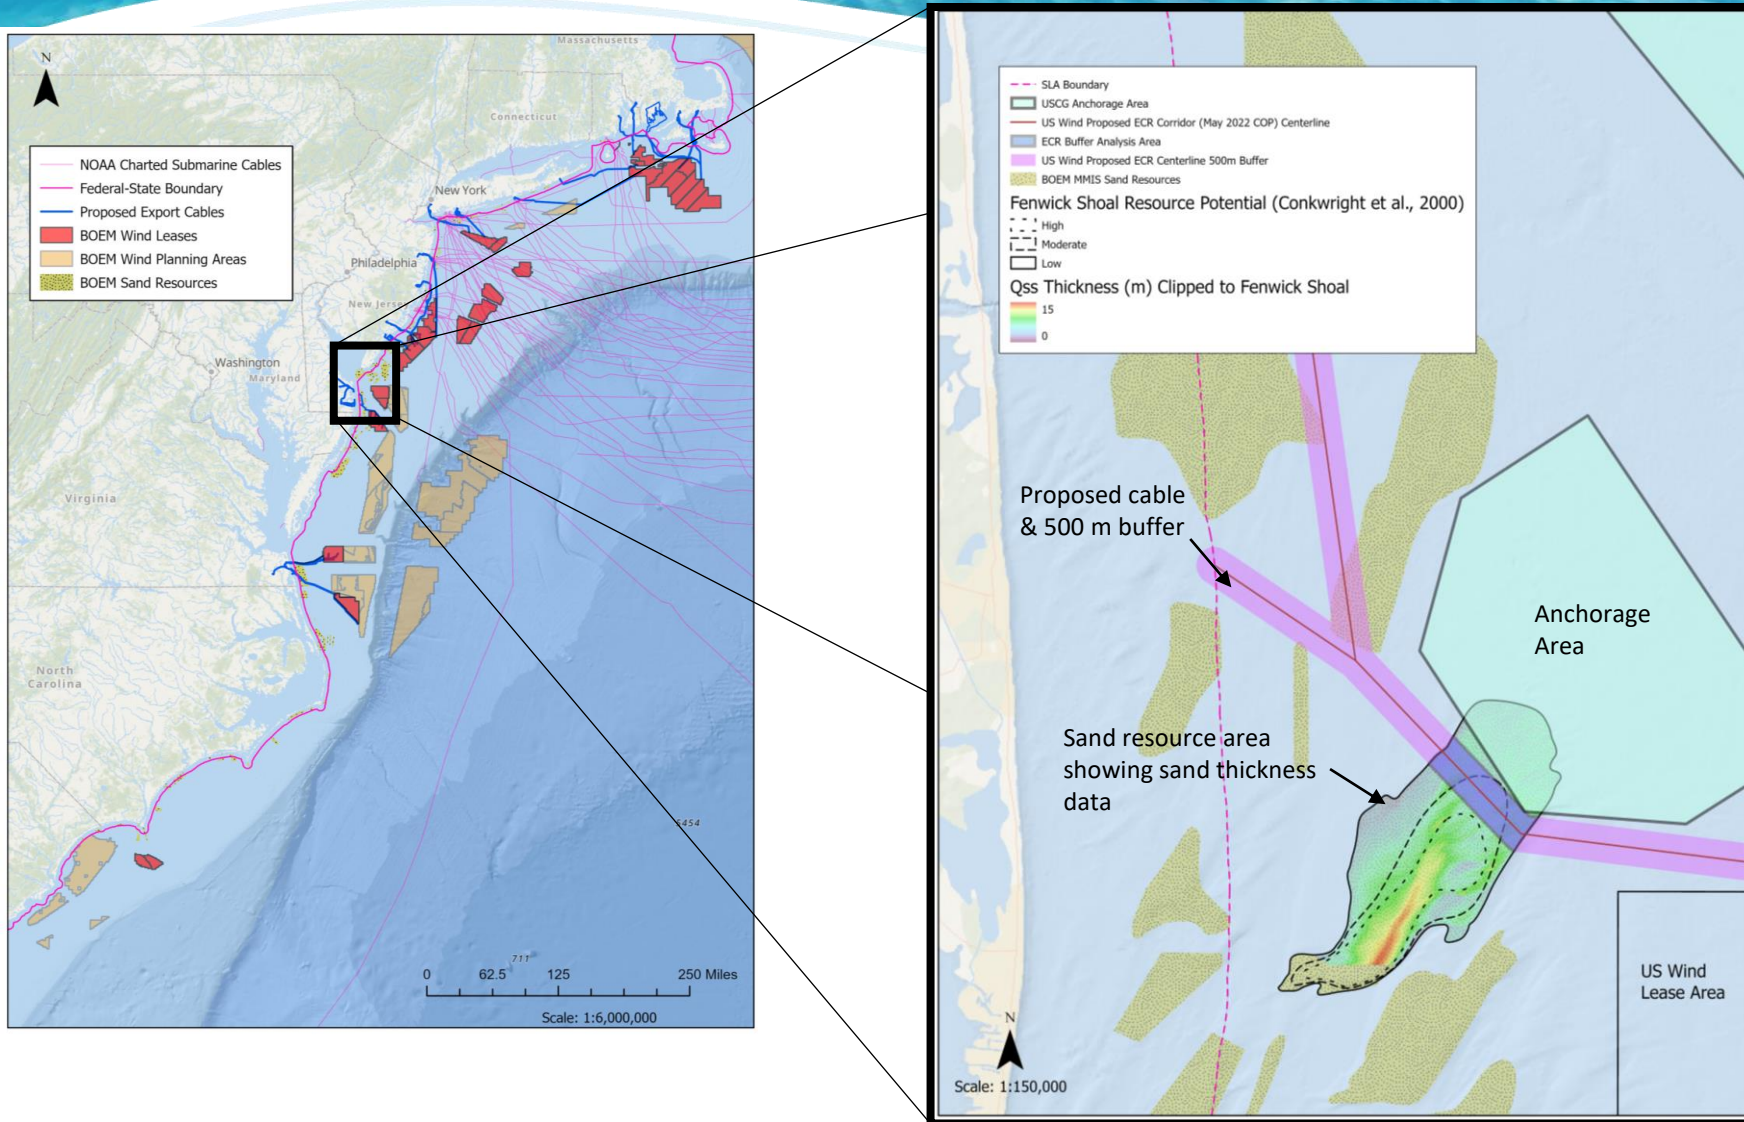 N
Massachusetts
Connecticut
New York
Philadelphia
New Jersey
Washington
Maryland
Virginia
North
Carolina
NOAA Charted Submarine Cables
Federal-State Boundary
Proposed Export Cables
BOEM Wind Leases
BOEM Wind Planning Areas
BOEM Sand Resources
5454
711
0 62.5 125 250 Miles
Scale: 1:6,000,000
SLA Boundary
USCG Anchorage Area
US Wind Proposed ECR Corridor (May 2022 COP) Centerline
ECR Buffer Analysis Area
US Wind Proposed ECR Centerline 500m Buffer
BOEM MMIS Sand Resources
Fenwick Shoal Resource Potential (Conkwright et al., 2000)
High
Moderate
Low
Qss Thickness (m) Clipped to Fenwick Shoal
15
0
Proposed cable
& 500 m buffer
Anchorage
Area
Sand resource area
showing sand thickness
data
US Wind
Lease Area
N
Scale: 1:150,000